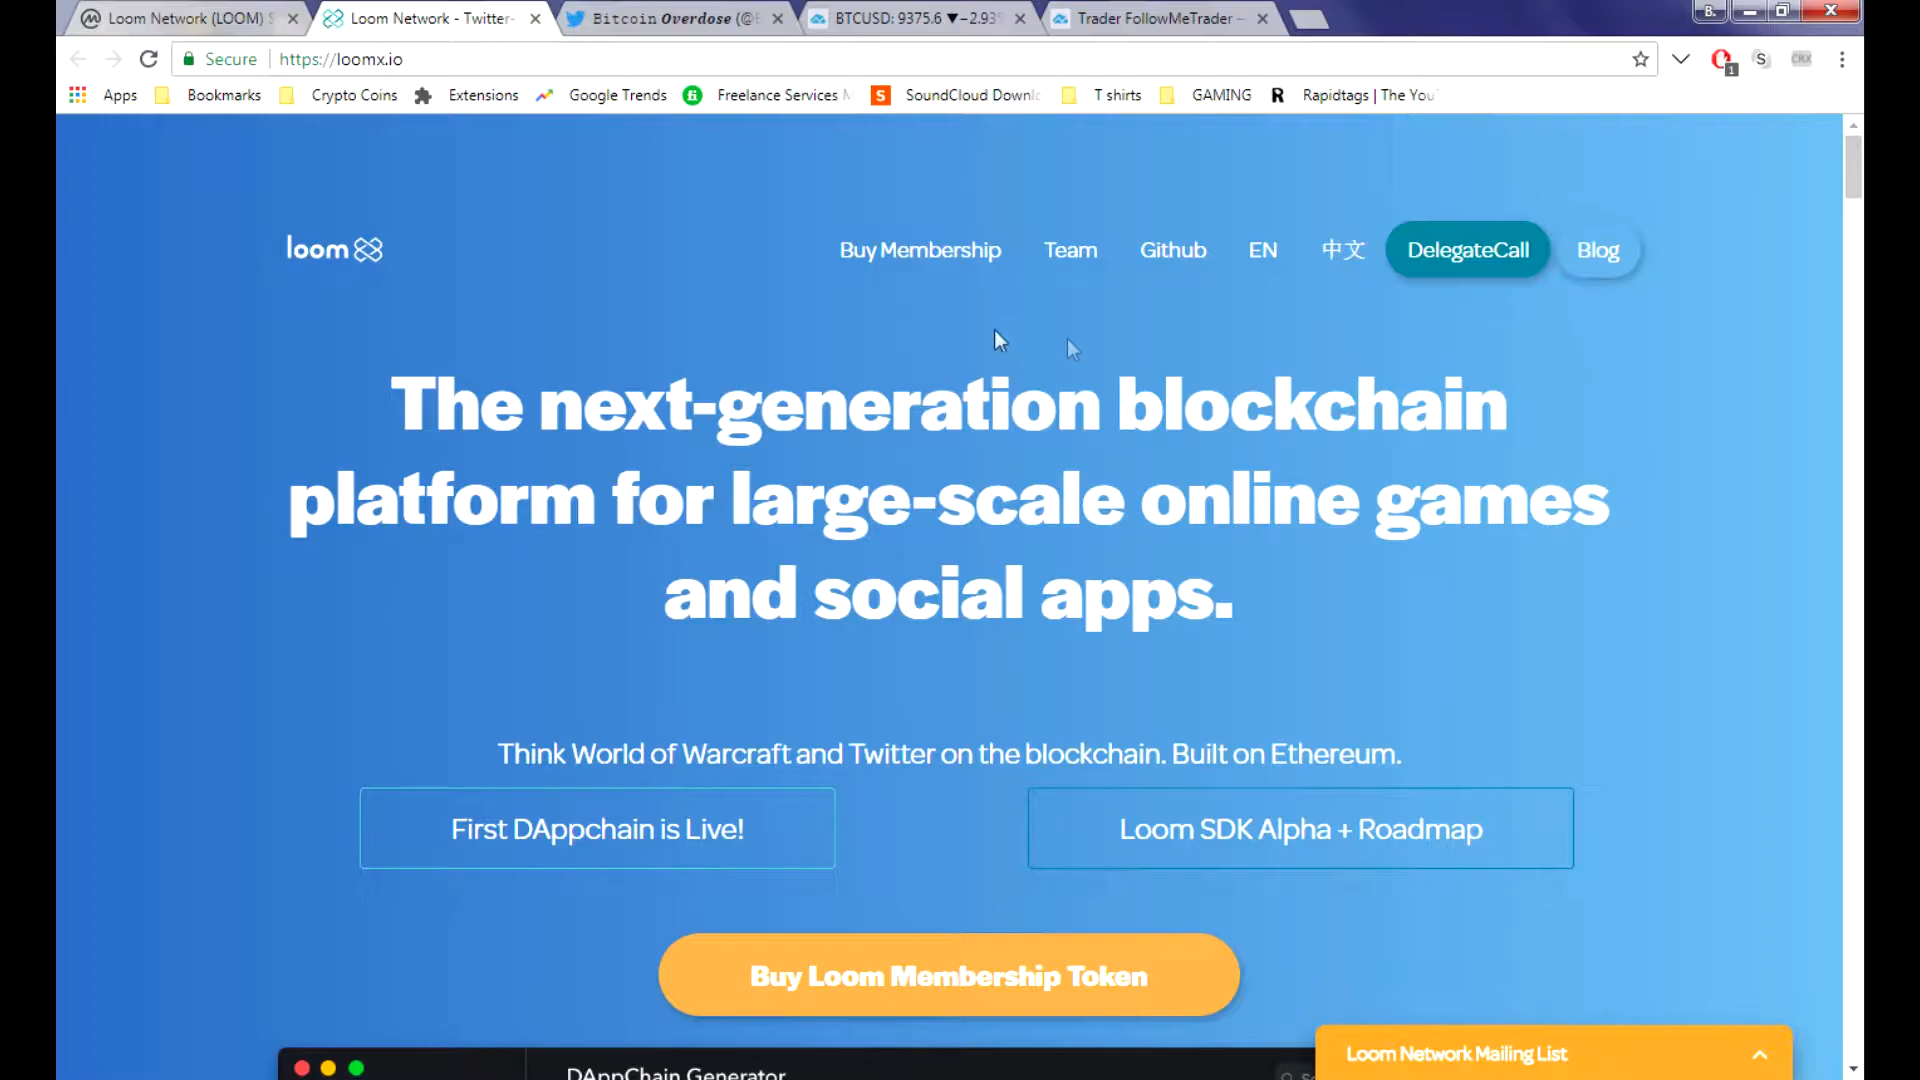 Loom Network (LOOM)
Loom Network - Twitter-
Bitcoin Overdose (@
BTCUSD: 9375.6 ▼−2.93
Trader FollowMeTrader –
B.
Secure
https://loomx.io
1
S
CRX
Apps
Bookmarks
Crypto Coins
Extensions
Google Trends
fi
Freelance Services
S
SoundCloud Downl
T shirts
GAMING
R
Rapidtags | The You
loom
Buy Membership
Team
Github
EN
中文
DelegateCall
Blog
The next-generation blockchain
platform for large-scale online games
and social apps.
Think World of Warcraft and Twitter on the blockchain. Built on Ethereum.
First DAppchain is Live!
Loom SDK Alpha + Roadmap
Buy Loom Membership Token
Loom Network Mailing List
DAppChain Generator